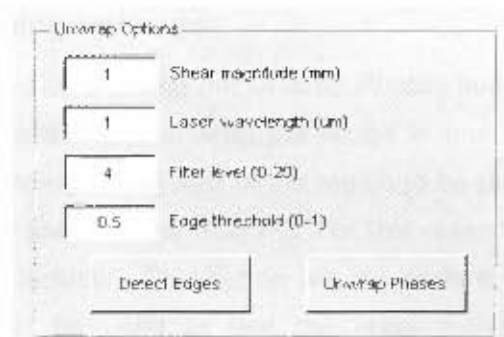 Unwrap Options
1 Shear magnitude (mm)
1 Laser wavelength (um)
4 Filter level (0-20)
0.5 Edge threshold (0-1)
Detect Edges Unwrap Phases